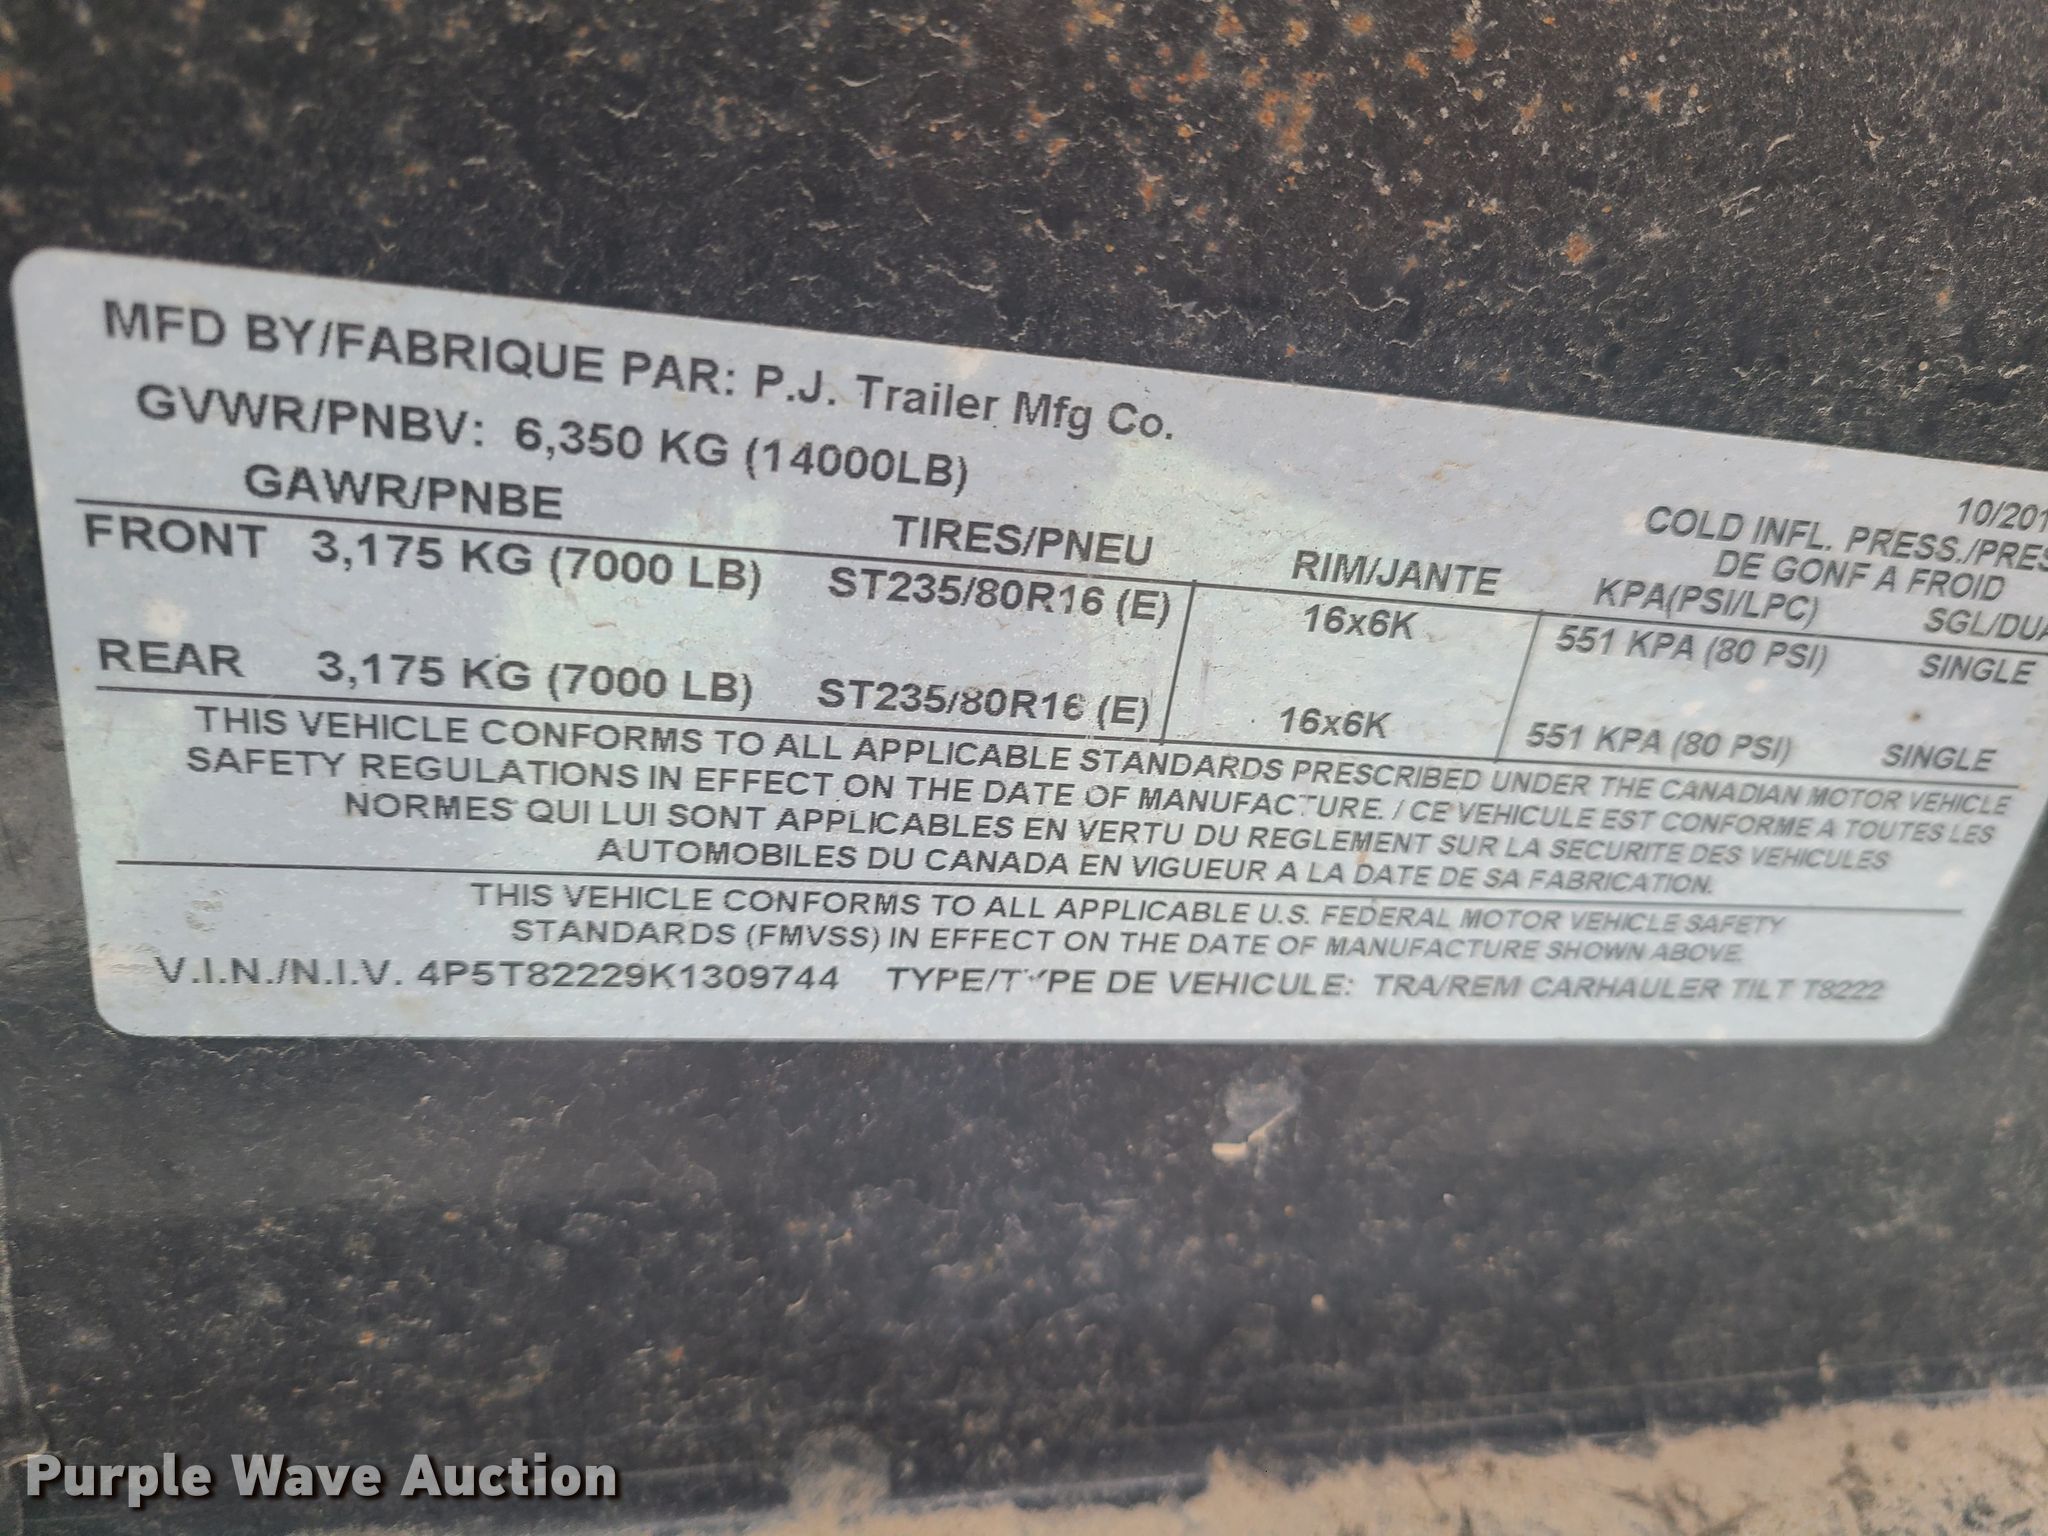 MFD BY/FABRIQUE PAR: P.J. Trailer Mfg Co.
GVWR/PNBV: 6,350 KG (14000LB)
10/201
GAWR/PNBE TIRES/PNEU RIM/JANTE COLD INFL. PRESS./PRES
DE GONF A FROID
KPA(PSI/LPC) SGL/DUA
FRONT 3,175 KG (7000 LB) ST235/80R16 (E) 16x6K 551 KPA (80 PSI) SINGLE
REAR 3,175 KG (7000 LB) ST235/80R16 (E) 16x6K 551 KPA (80 PSI) SINGLE
THIS VEHICLE CONFORMS TO ALL APPLICABLE STANDARDS PRESCRIBED UNDER THE CANADIAN MOTOR VEHICLE
SAFETY REGULATIONS IN EFFECT ON THE DATE OF MANUFACTURE. / CE VEHICULE EST CONFORME A TOUTES LES
NORMES QUI LUI SONT APPLICABLES EN VERTU DU REGLEMENT SUR LA SECURITE DES VEHICULES
AUTOMOBILES DU CANADA EN VIGUEUR A LA DATE DE SA FABRICATION.
THIS VEHICLE CONFORMS TO ALL APPLICABLE U.S. FEDERAL MOTOR VEHICLE SAFETY
STANDARDS (FMVSS) IN EFFECT ON THE DATE OF MANUFACTURE SHOWN ABOVE.
V.I.N./N.I.V. 4P5T82229K1309744 TYPE/TYPE DE VEHICULE: TRA/REM CARHAULER TILT T8222
Purple Wave Auction